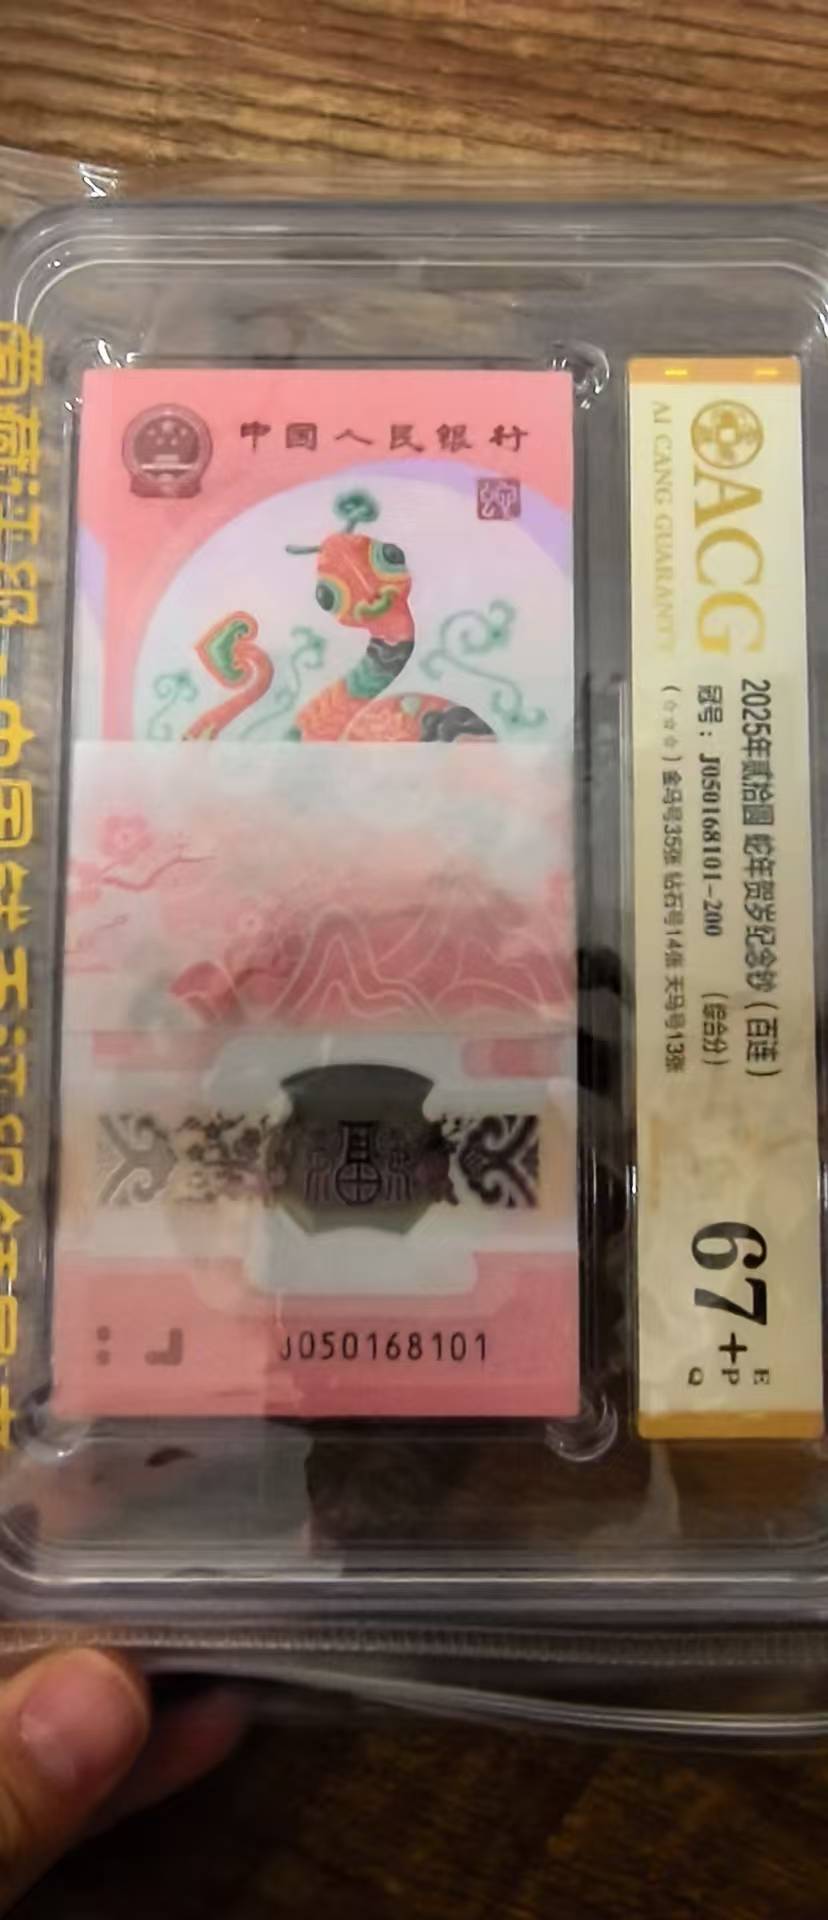 中国人民银行
J050168101
ACG
AI CANG GUARANTY
2025年贰拾圆 蛇年贺岁纪念钞（百连）
冠号：J050168101-200 （综合分）
（☆☆☆）金马号35张 钻石号14张 天马号13张
67+
E
P
Q